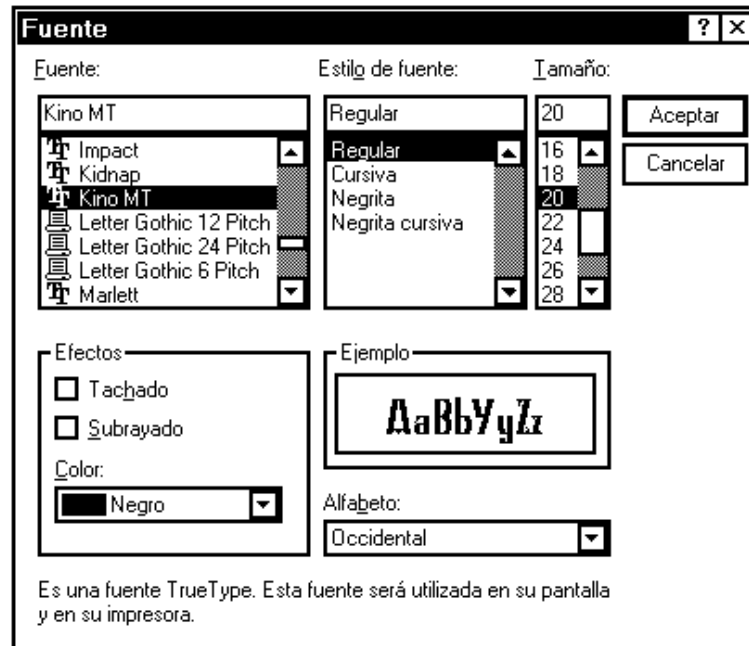 Fuente
Fuente:
Kino MT
Impact
Kidnap
Kino MT
Letter Gothic 12 Pitch
Letter Gothic 24 Pitch
Letter Gothic 6 Pitch
Marlett
Estilo de fuente:
Regular
Regular
Cursiva
Negrita
Negrita cursiva
Tamaño:
20
16
18
20
22
24
26
28
Aceptar
Cancelar
Efectos
Tachado
Subrayado
Color:
Negro
Ejemplo
AaBbYyZz
Alfabeto:
Occidental
Es una fuente TrueType. Esta fuente será utilizada en su pantalla
y en su impresora.